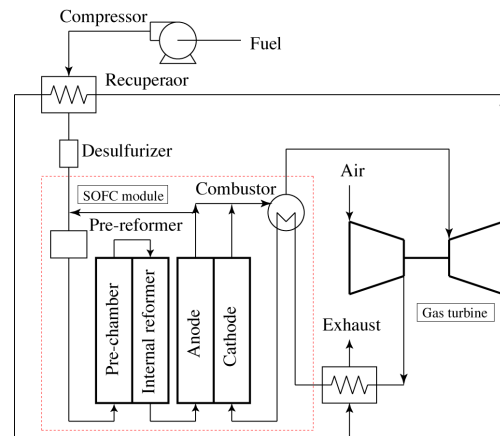 Compressor
Fuel
Recuperaor
Desulfurizer
SOFC module
Combustor
Air
Pre-reformer
Pre-chamber
Internal reformer
Anode
Cathode
Gas turbine
Exhaust